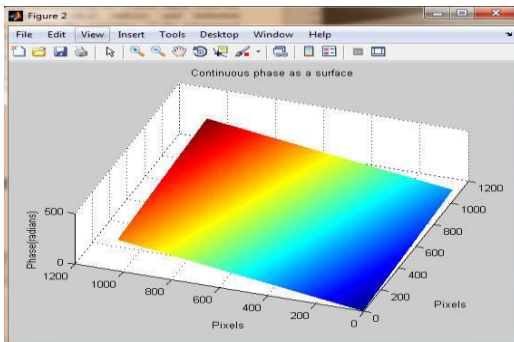 Figure 2
File Edit View Insert Tools Desktop Window Help
Continuous phase as a surface
Phase(radians)
500
0
1200
1000
800
600
400
200
0
Pixels
0
200
400
600
800
1000
1200
Pixels